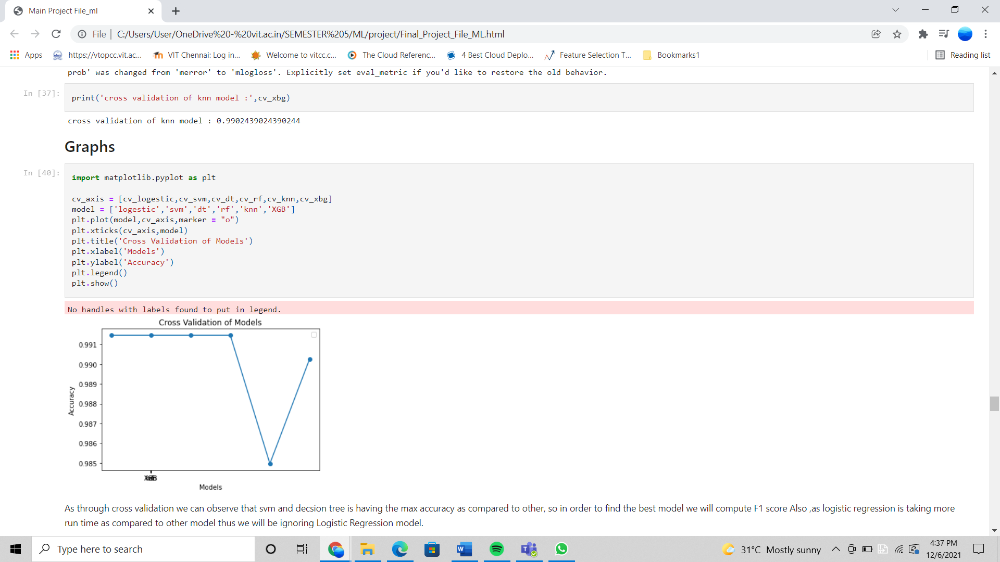 Main Project File_ml
File | C:/Users/User/OneDrive%20-%20vit.ac.in/SEMESTER%205/ML/project/Final_Project_File_ML.html
Apps https://vtopcc.vit.ac... VIT Chennai: Log in... Welcome to vitcc.c... The Cloud Referenc... 4 Best Cloud Deplo... Feature Selection T... Bookmarks1 Reading list
prob' was changed from 'merror' to 'mlogloss'. Explicitly set eval_metric if you'd like to restore the old behavior.
In [37]: print('cross validation of knn model :',cv_xbg)
cross validation of knn model : 0.9902439024390244
Graphs
In [40]:
import matplotlib.pyplot as plt
cv_axis = [cv_logestic,cv_svm,cv_dt,cv_rf,cv_knn,cv_xbg]
model = ['logestic','svm','dt','rf','knn','XGB']
plt.plot(model,cv_axis,marker = "o")
plt.xticks(cv_axis,model)
plt.title('Cross Validation of Models')
plt.xlabel('Models')
plt.ylabel('Accuracy')
plt.legend()
plt.show()
No handles with labels found to put in legend.
Cross Validation of Models
0.991
0.990
0.989
0.988
0.987
0.986
0.985
Accuracy
Models
As through cross validation we can observe that svm and decsion tree is having the max accuracy as compared to other, so in order to find the best model we will compute F1 score Also ,as logistic regression is taking more
run time as compared to other model thus we will be ignoring Logistic Regression model.
Type here to search
31°C Mostly sunny
4:37 PM
12/6/2021